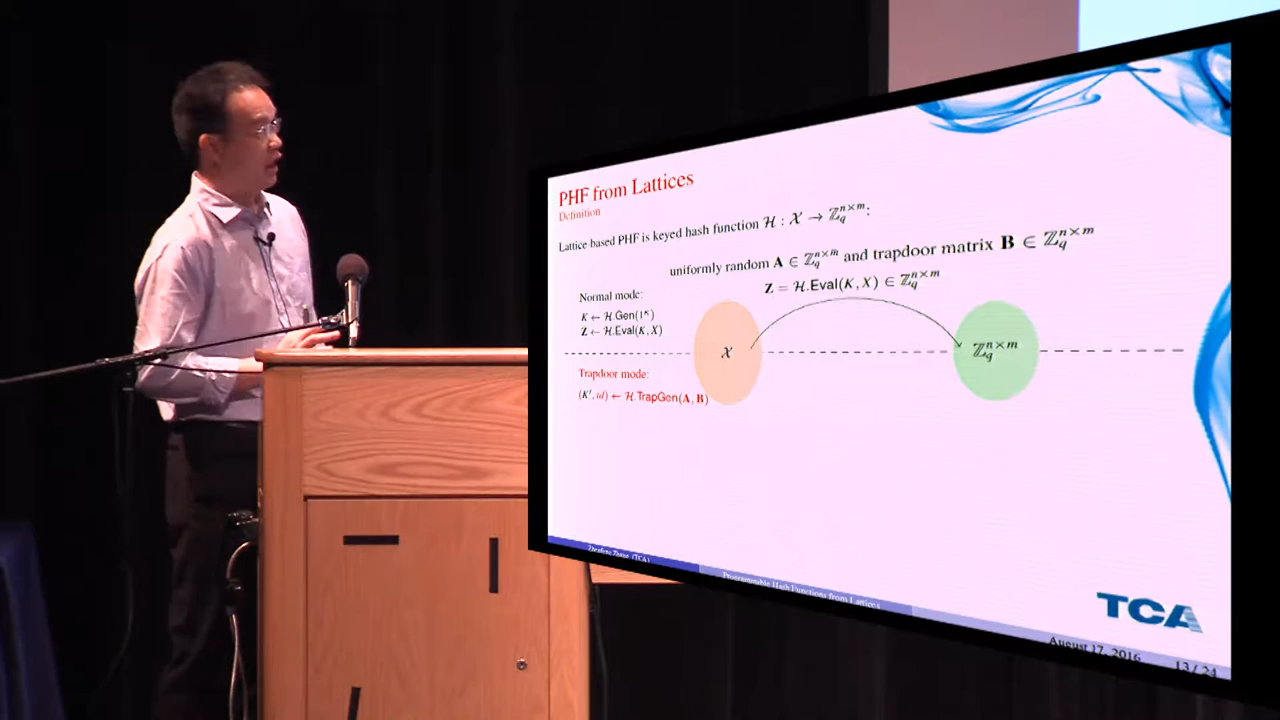 PHF from Lattices
Definition
Lattice-based PHF is keyed hash function ℋ : 𝒳 → ℤ_q^{n×m}:
uniformly random A ∈ ℤ_q^{n×m} and trapdoor matrix B ∈ ℤ_q^{n×m}
Z = ℋ.Eval(K, X) ∈ ℤ_q^{n×m}
Normal mode:
K ← ℋ.Gen(1^κ)
Z ← ℋ.Eval(K, X)
𝒳
ℤ_q^{n×m}
Trapdoor mode:
(K′, td) ← ℋ.TrapGen(A, B)
TCA
(TCA)
Programmable Hash Functions from Lattices
August 17, 2016
13 / 24